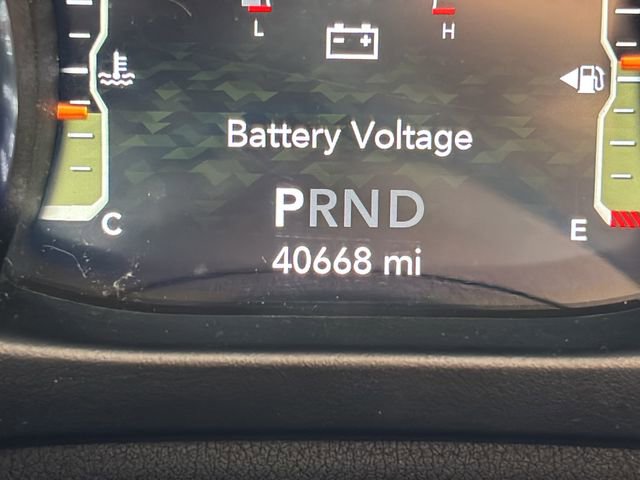 L H
Battery Voltage
PRND
C E
40668 mi